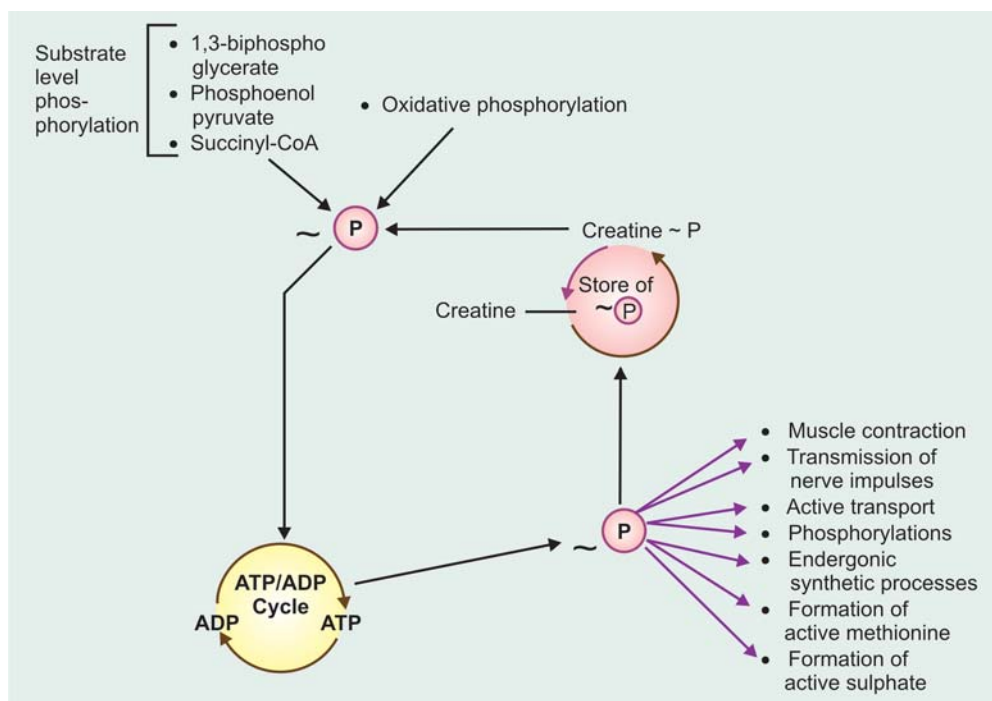 Substrate
level
phos-
phorylation
• 1,3-biphospho
glycerate
• Phosphoenol
pyruvate
• Succinyl-CoA
• Oxidative phosphorylation
~ P
Creatine ~ P
Store of
~ P
Creatine
• Muscle contraction
• Transmission of
nerve impulses
• Active transport
• Phosphorylations
• Endergonic
synthetic processes
• Formation of
active methionine
• Formation of
active sulphate
~ P
ATP/ADP
Cycle
ADP
ATP